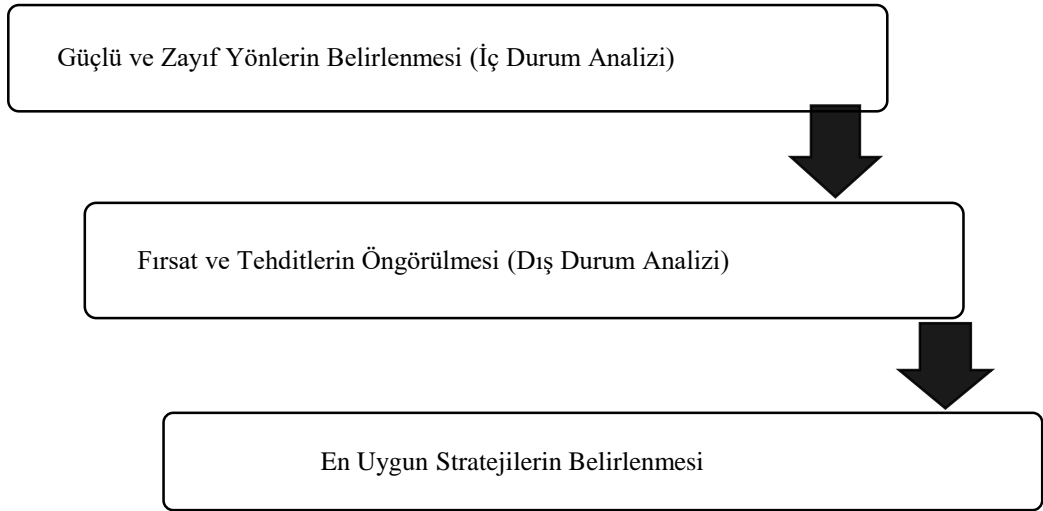 Güçlü ve Zayıf Yönlerin Belirlenmesi (İç Durum Analizi)
Fırsat ve Tehditlerin Öngörülmesi (Dış Durum Analizi)
En Uygun Stratejilerin Belirlenmesi